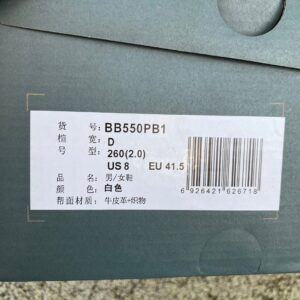 货 号: BB550PB1
楦 宽: D
号 型: 260(2.0)
US 8 EU 41.5
品 名: 男/女鞋
颜 色: 白色
帮面材质: 牛皮革+织物
6 926421 626718